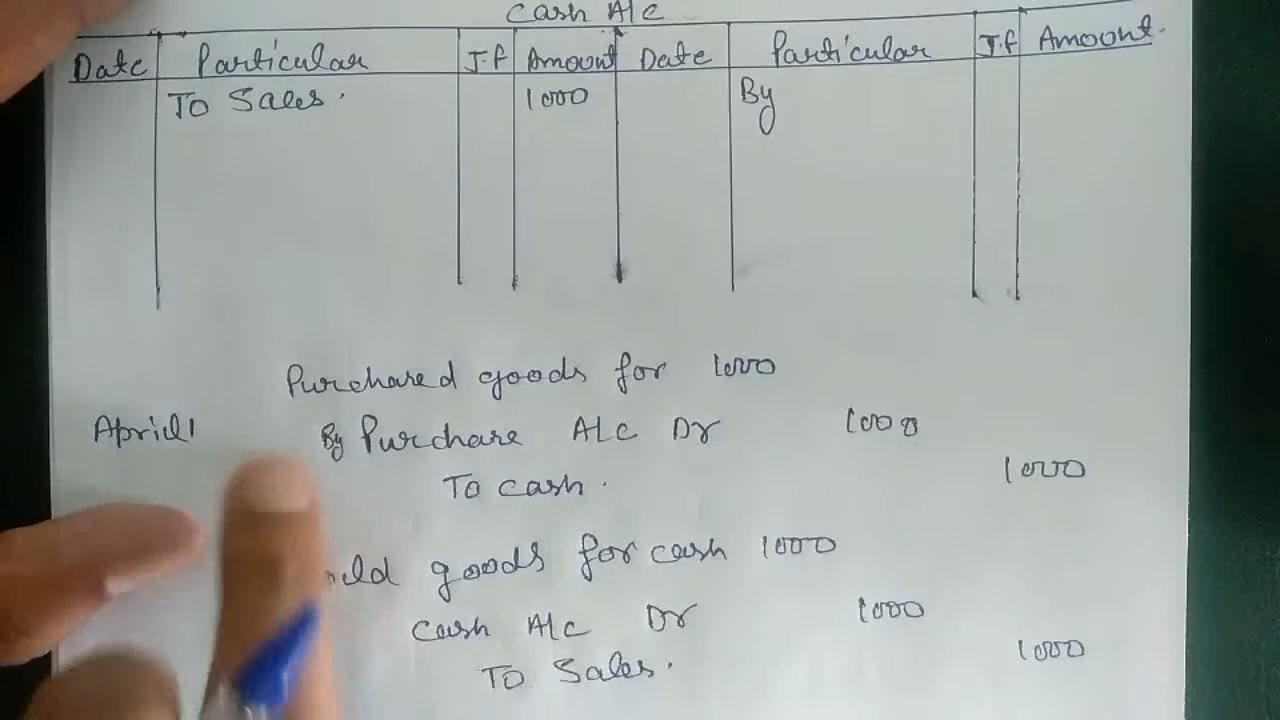 Cash A/c
Date Particular J.f Amount Date Particular J.f Amount.
To Sales. 1000 By
Purchased goods for 1000
April 1 By Purchase A/c Dr 1000
To cash. 1000
old goods for cash 1000
Cash A/c Dr 1000
To Sales. 1000